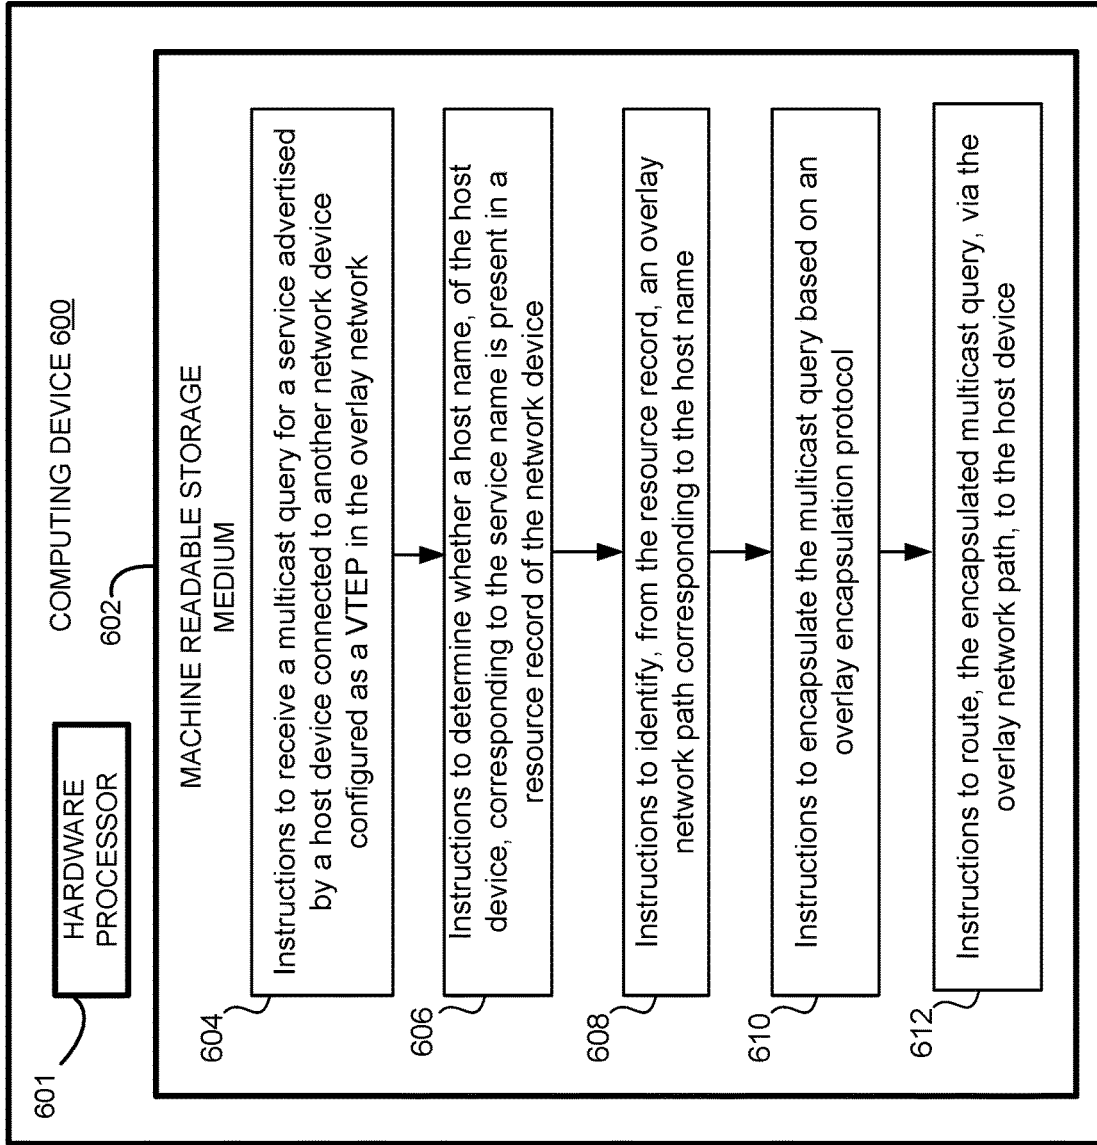 COMPUTING DEVICE 600
601
HARDWARE
PROCESSOR
602
MACHINE READABLE STORAGE
MEDIUM
604
Instructions to receive a multicast query for a service advertised
by a host device connected to another network device
configured as a VTEP in the overlay network
606
Instructions to determine whether a host name, of the host
device, corresponding to the service name is present in a
resource record of the network device
608
Instructions to identify, from the resource record, an overlay
network path corresponding to the host name
610
Instructions to encapsulate the multicast query based on an
overlay encapsulation protocol
612
Instructions to route, the encapsulated multicast query, via the
overlay network path, to the host device